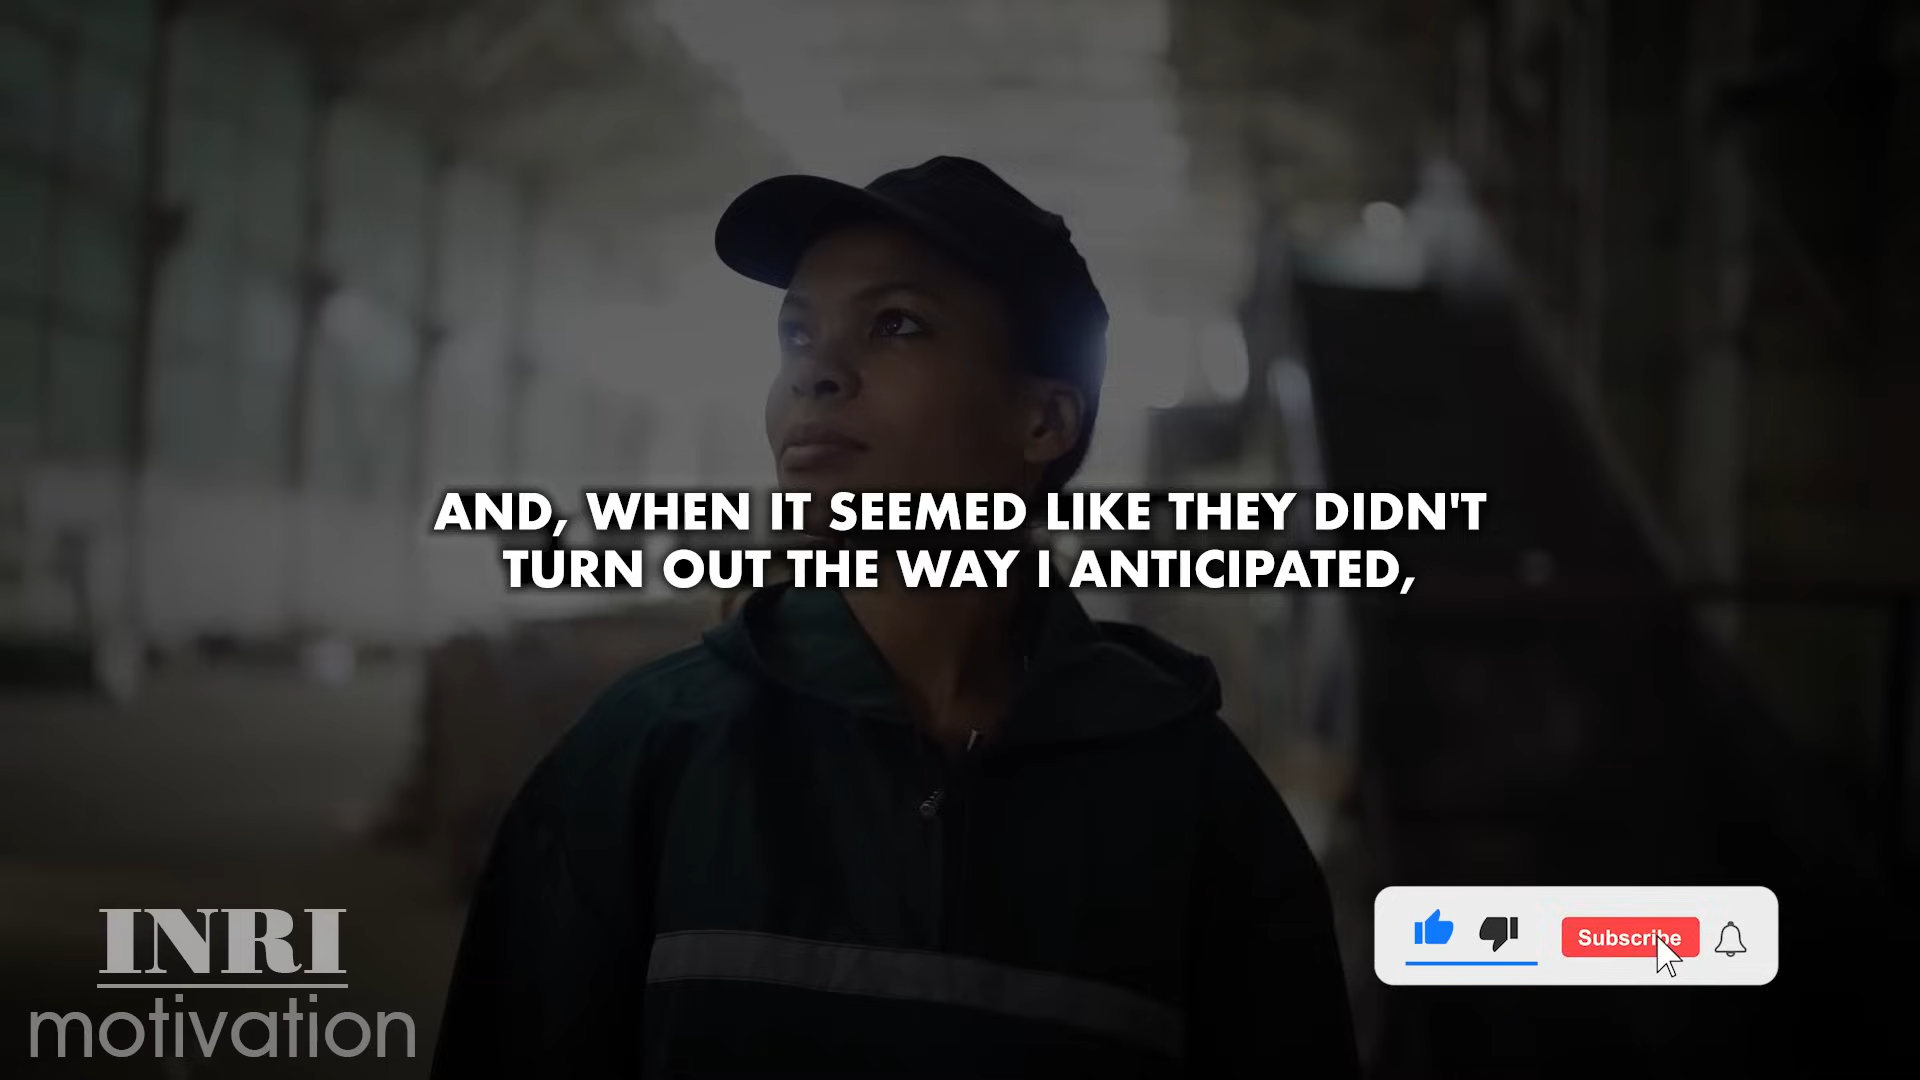 AND, WHEN IT SEEMED LIKE THEY DIDN'T
TURN OUT THE WAY I ANTICIPATED,
INRI
motivation
Subscribe